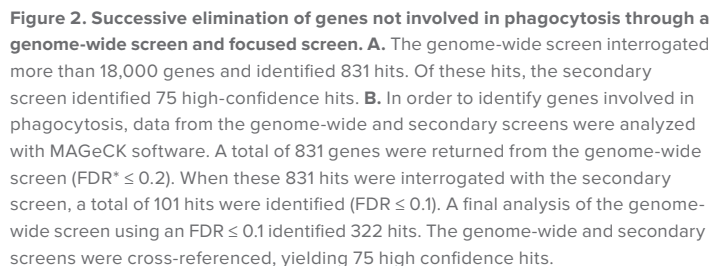 Figure 2. Successive elimination of genes not involved in phagocytosis through a
genome-wide screen and focused screen. A. The genome-wide screen interrogated
more than 18,000 genes and identified 831 hits. Of these hits, the secondary
screen identified 75 high-confidence hits. B. In order to identify genes involved in
phagocytosis, data from the genome-wide and secondary screens were analyzed
with MAGeCK software. A total of 831 genes were returned from the genome-wide
screen (FDR* ≤ 0.2). When these 831 hits were interrogated with the secondary
screen, a total of 101 hits were identified (FDR ≤ 0.1). A final analysis of the genome-
wide screen using an FDR ≤ 0.1 identified 322 hits. The genome-wide and secondary
screens were cross-referenced, yielding 75 high confidence hits.